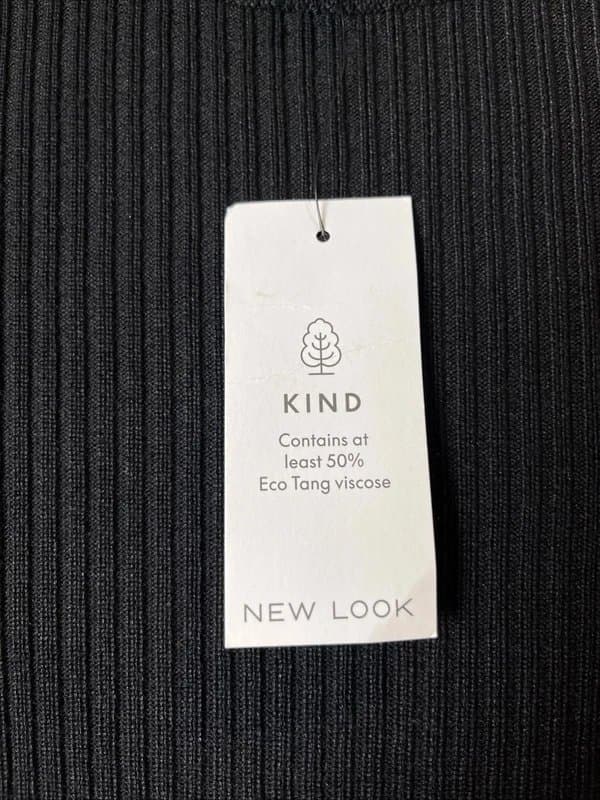 KIND
Contains at
least 50%
Eco Tang viscose
NEW LOOK